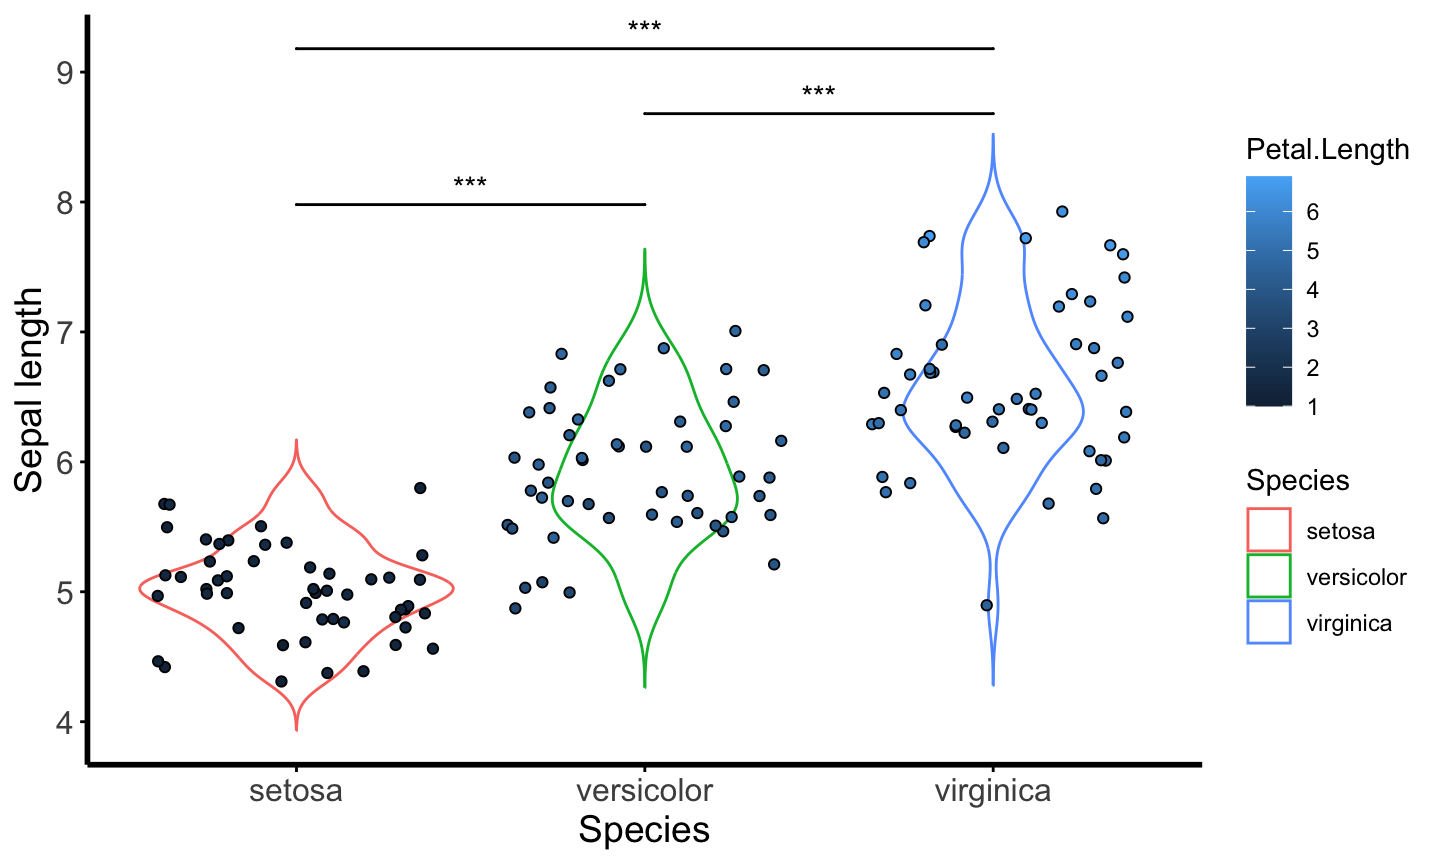 ***
***
***
Sepal length
9
8
7
6
5
4
setosa
versicolor
virginica
Species
Petal.Length
6
5
4
3
2
1
Species
setosa
versicolor
virginica